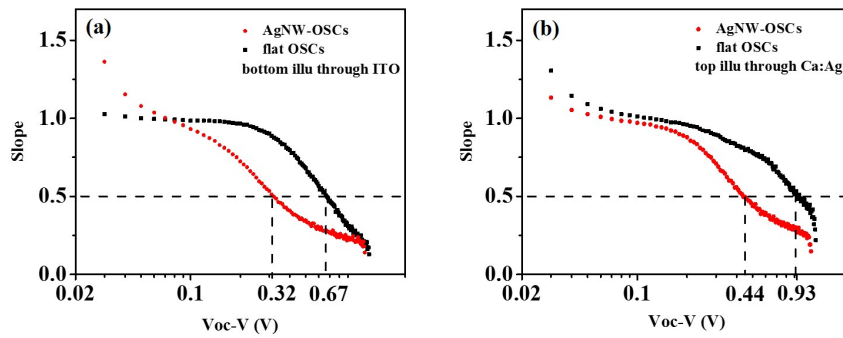 (a)
AgNW-OSCs
flat OSCs
bottom illu through ITO
1.5
1.0
0.5
0.0
Slope
0.02
0.1
0.32
0.67
Voc-V (V)
(b)
AgNW-OSCs
flat OSCs
top illu through Ca:Ag
1.5
1.0
0.5
0.0
Slope
0.02
0.1
0.44
0.93
Voc-V (V)